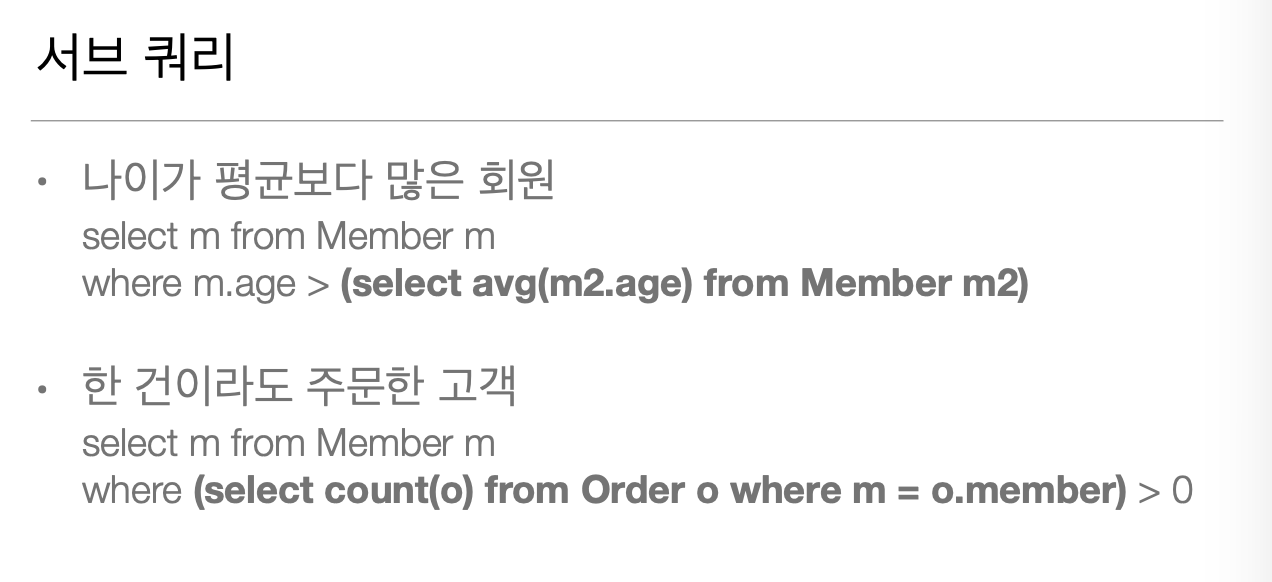 서브 쿼리
• 나이가 평균보다 많은 회원
select m from Member m
where m.age > (select avg(m2.age) from Member m2)
• 한 건이라도 주문한 고객
select m from Member m
where (select count(o) from Order o where m = o.member) > 0